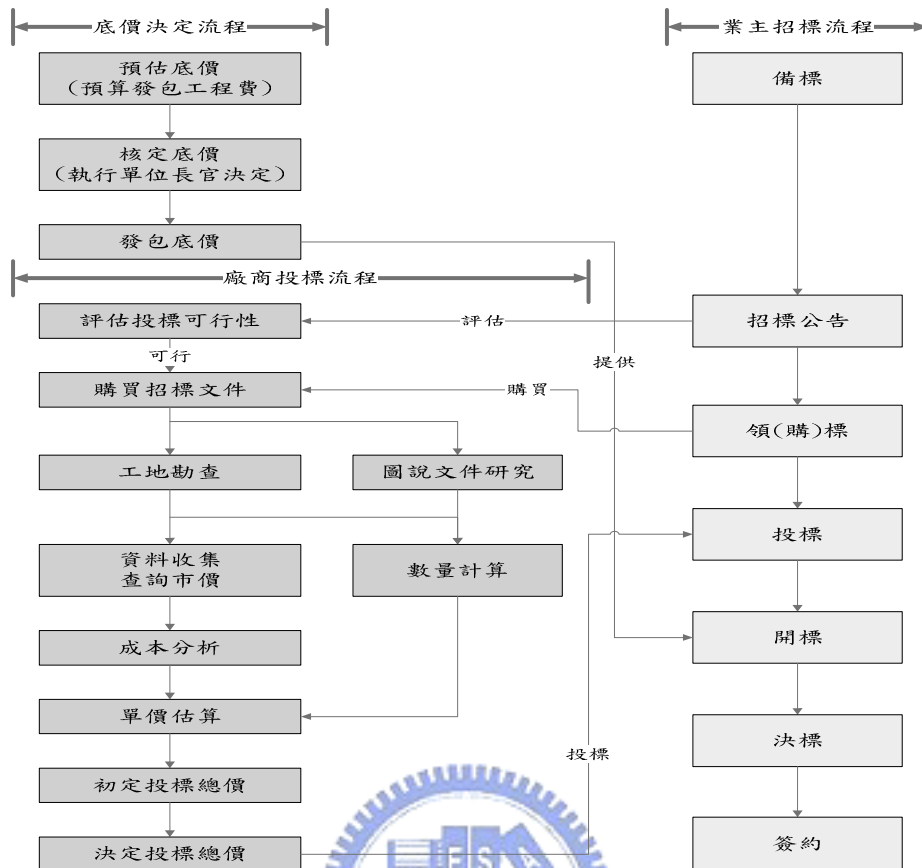 底價決定流程
預估底價
(預算發包工程費)
核定底價
(執行單位長官決定)
發包底價
廠商投標流程
評估投標可行性
可行
購買招標文件
工地勘查
圖說文件研究
資料收集
查詢市價
數量計算
成本分析
單價估算
初定投標總價
決定投標總價
評估
購買
提供
投標
業主招標流程
備標
招標公告
領(購)標
投標
開標
決標
簽約